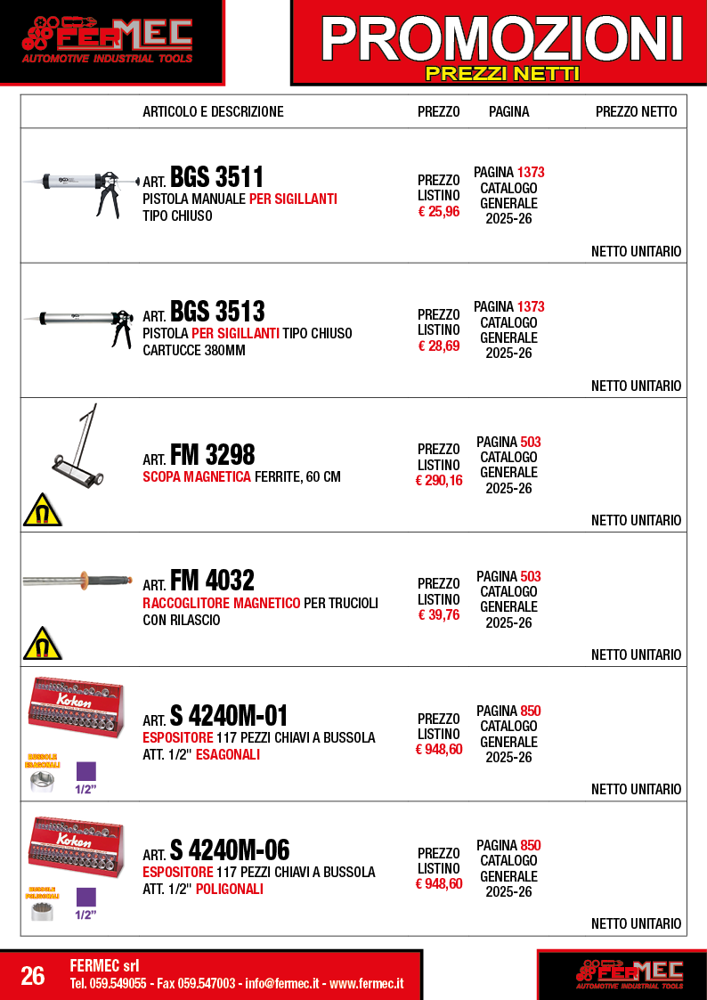 FERMEC
AUTOMOTIVE INDUSTRIAL TOOLS
PROMOZIONI
PREZZI NETTI
ARTICOLO E DESCRIZIONE PREZZO PAGINA PREZZO NETTO
ART. BGS 3511
PISTOLA MANUALE PER SIGILLANTI
TIPO CHIUSO
PREZZO
LISTINO
€ 25,96
PAGINA 1373
CATALOGO
GENERALE
2025-26
NETTO UNITARIO
ART. BGS 3513
PISTOLA PER SIGILLANTI TIPO CHIUSO
CARTUCCE 380MM
PREZZO
LISTINO
€ 28,69
PAGINA 1373
CATALOGO
GENERALE
2025-26
NETTO UNITARIO
ART. FM 3298
SCOPA MAGNETICA FERRITE, 60 CM
PREZZO
LISTINO
€ 290,16
PAGINA 503
CATALOGO
GENERALE
2025-26
NETTO UNITARIO
ART. FM 4032
RACCOGLITORE MAGNETICO PER TRUCIOLI
CON RILASCIO
PREZZO
LISTINO
€ 39,76
PAGINA 503
CATALOGO
GENERALE
2025-26
NETTO UNITARIO
Koken
BUSSOLE
ESAGONALI
1/2”
ART. S 4240M-01
ESPOSITORE 117 PEZZI CHIAVI A BUSSOLA
ATT. 1/2" ESAGONALI
PREZZO
LISTINO
€ 948,60
PAGINA 850
CATALOGO
GENERALE
2025-26
NETTO UNITARIO
Koken
BUSSOLE
POLIGONALI
1/2”
ART. S 4240M-06
ESPOSITORE 117 PEZZI CHIAVI A BUSSOLA
ATT. 1/2" POLIGONALI
PREZZO
LISTINO
€ 948,60
PAGINA 850
CATALOGO
GENERALE
2025-26
NETTO UNITARIO
26
FERMEC srl
Tel. 059.549055 - Fax 059.547003 - info@fermec.it - www.fermec.it
FERMEC
AUTOMOTIVE INDUSTRIAL TOOLS